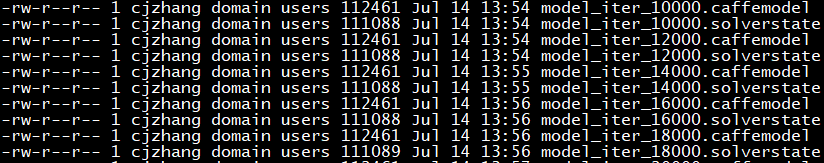 -rw-r--r-- 1 cjzhang domain users 112461 Jul 14 13:54 model_iter_10000.caffemodel
-rw-r--r-- 1 cjzhang domain users 111088 Jul 14 13:54 model_iter_10000.solverstate
-rw-r--r-- 1 cjzhang domain users 112461 Jul 14 13:54 model_iter_12000.caffemodel
-rw-r--r-- 1 cjzhang domain users 111088 Jul 14 13:54 model_iter_12000.solverstate
-rw-r--r-- 1 cjzhang domain users 112461 Jul 14 13:55 model_iter_14000.caffemodel
-rw-r--r-- 1 cjzhang domain users 111088 Jul 14 13:55 model_iter_14000.solverstate
-rw-r--r-- 1 cjzhang domain users 112461 Jul 14 13:56 model_iter_16000.caffemodel
-rw-r--r-- 1 cjzhang domain users 111088 Jul 14 13:56 model_iter_16000.solverstate
-rw-r--r-- 1 cjzhang domain users 112461 Jul 14 13:56 model_iter_18000.caffemodel
-rw-r--r-- 1 cjzhang domain users 111089 Jul 14 13:56 model_iter_18000.solverstate